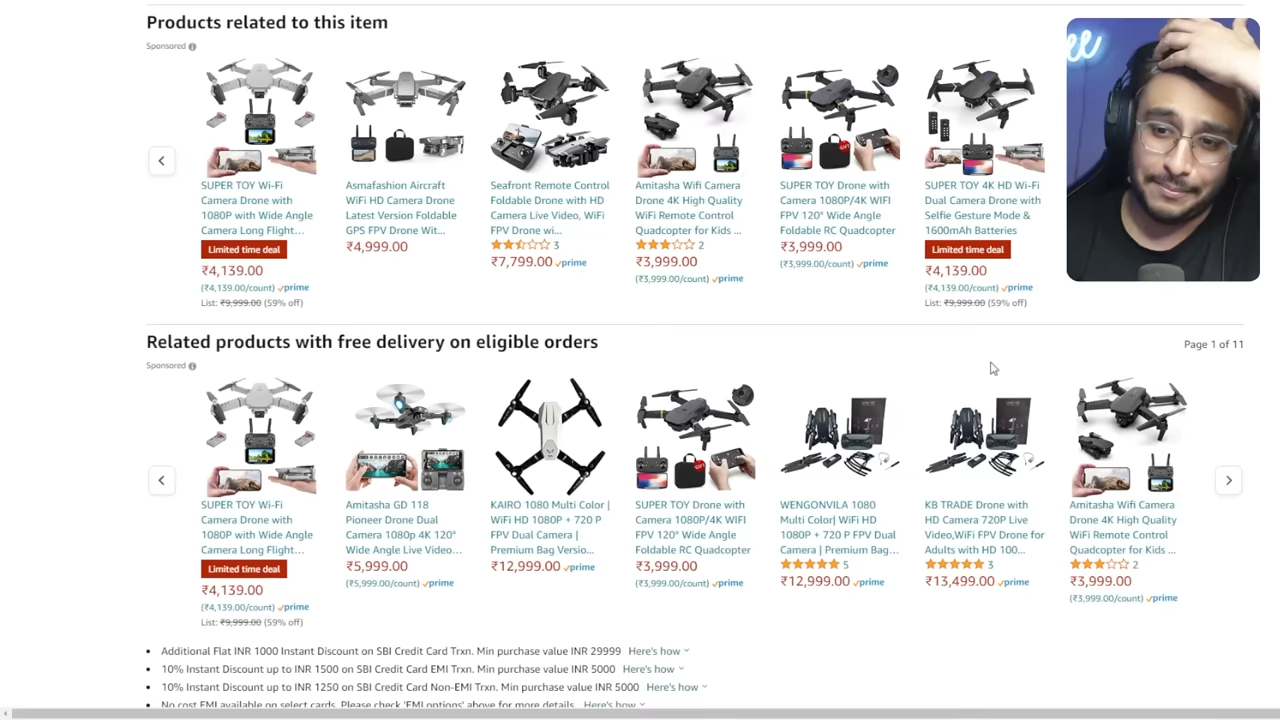 Products related to this item
Sponsored
SUPER TOY Wi-Fi
Camera Drone with
1080P with Wide Angle
Camera Long Flight...
Limited time deal
₹4,139.00
(₹4,139.00/count) prime
List: ₹9,999.00 (59% off)
Asmafashion Aircraft
WiFi HD Camera Drone
Latest Version Foldable
GPS FPV Drone Wit...
₹4,999.00
Seafront Remote Control
Foldable Drone with HD
Camera Live Video, WiFi
FPV Drone wi...
3
₹7,799.00 prime
Amitasha Wifi Camera
Drone 4K High Quality
WiFi Remote Control
Quadcopter for Kids ...
2
₹3,999.00
(₹3,999.00/count) prime
SUPER TOY Drone with
Camera 1080P/4K WIFI
FPV 120° Wide Angle
Foldable RC Quadcopter
₹3,999.00
(₹3,999.00/count) prime
SUPER TOY 4K HD Wi-Fi
Dual Camera Drone with
Selfie Gesture Mode &
1600mAh Batteries
Limited time deal
₹4,139.00
(₹4,139.00/count) prime
List: ₹9,999.00 (59% off)
Related products with free delivery on eligible orders
Page 1 of 11
Sponsored
SUPER TOY Wi-Fi
Camera Drone with
1080P with Wide Angle
Camera Long Flight...
Limited time deal
₹4,139.00
(₹4,139.00/count) prime
List: ₹9,999.00 (59% off)
Amitasha GD 118
Pioneer Drone Dual
Camera 1080p 4K 120°
Wide Angle Live Video...
₹5,999.00
(₹5,999.00/count) prime
KAIRO 1080 Multi Color |
WiFi HD 1080P + 720 P
FPV Dual Camera |
Premium Bag Versio...
₹12,999.00 prime
SUPER TOY Drone with
Camera 1080P/4K WIFI
FPV 120° Wide Angle
Foldable RC Quadcopter
₹3,999.00
(₹3,999.00/count) prime
WENGONVILA 1080
Multi Color| WiFi HD
1080P + 720 P FPV Dual
Camera | Premium Bag...
5
₹12,999.00 prime
KB TRADE Drone with
HD Camera 720P Live
Video,WiFi FPV Drone for
Adults with HD 100...
3
₹13,499.00 prime
Amitasha Wifi Camera
Drone 4K High Quality
WiFi Remote Control
Quadcopter for Kids ...
2
₹3,999.00
(₹3,999.00/count) prime
Additional Flat INR 1000 Instant Discount on SBI Credit Card Trxn. Min purchase value INR 29999 Here's how
10% Instant Discount up to INR 1500 on SBI Credit Card EMI Trxn. Min purchase value INR 5000 Here's how
10% Instant Discount up to INR 1250 on SBI Credit Card Non-EMI Trxn. Min purchase value INR 5000 Here's how
No cost EMI available on select cards. Please check 'EMI options' above for more details. Here's how